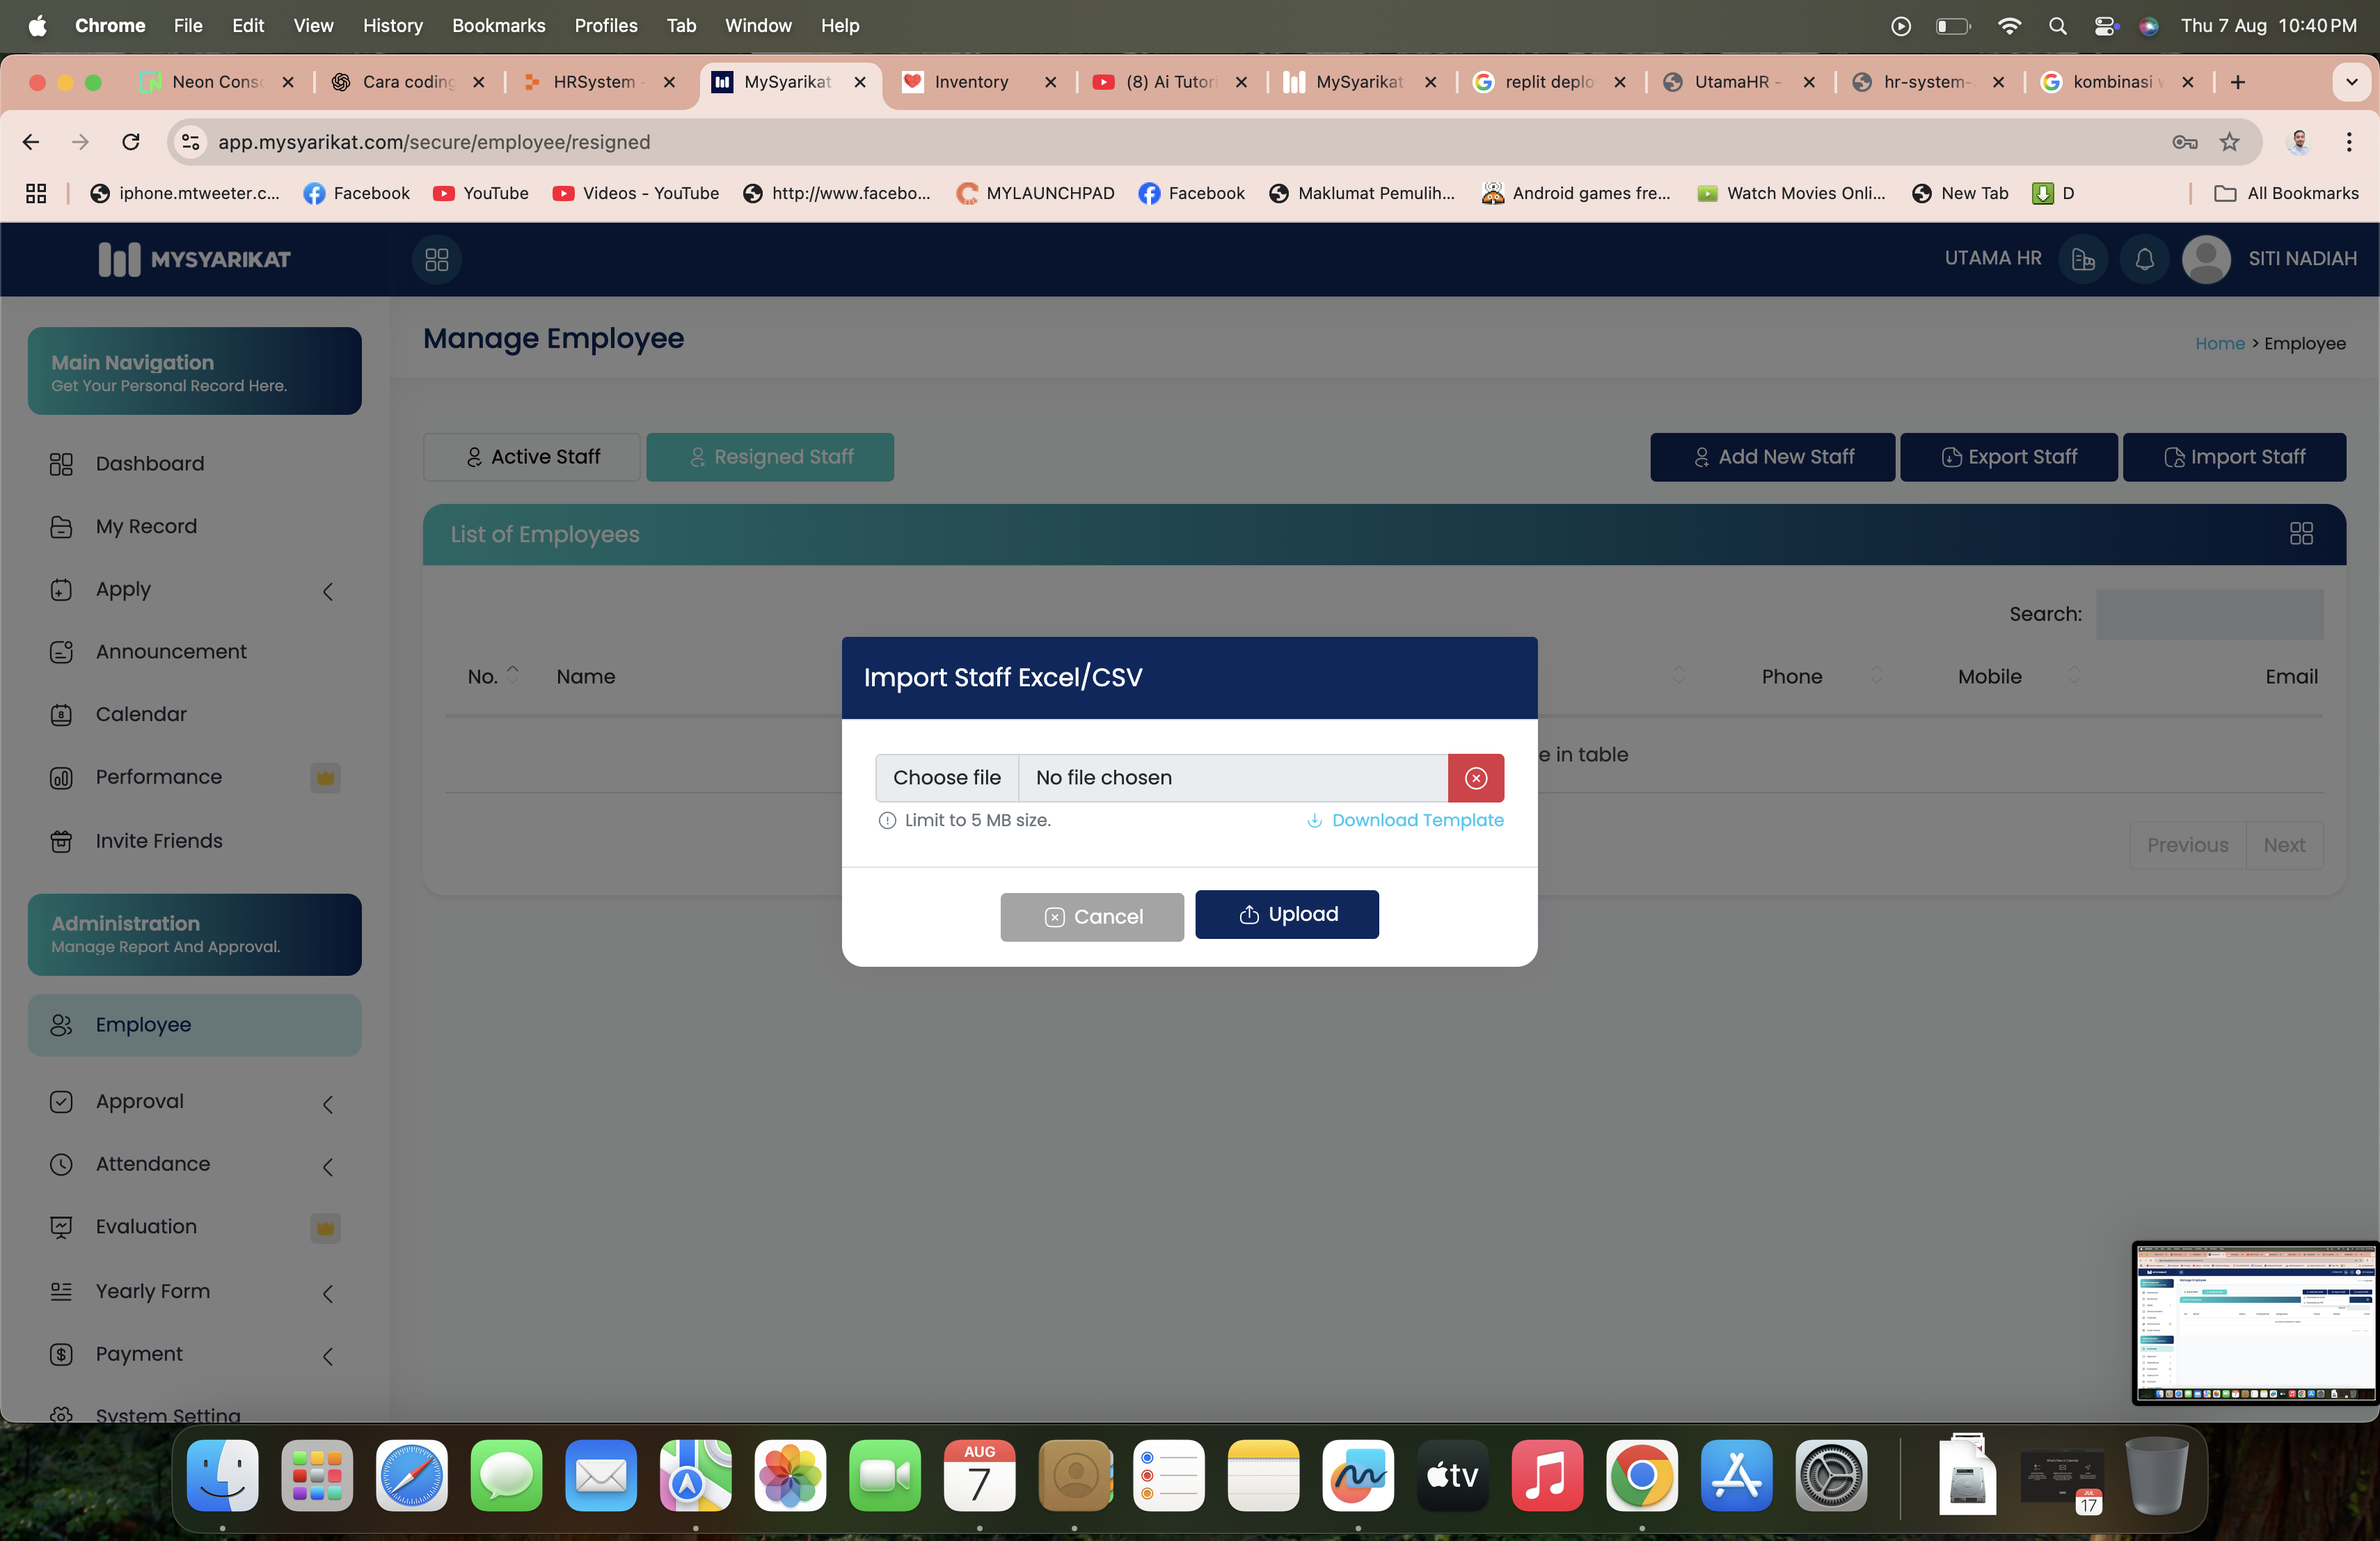 Chrome File Edit View History Bookmarks Profiles Tab Window Help Thu 7 Aug 10:40 PM
Neon Cons Cara coding HRSystem - MySyarikat Inventory (8) Ai Tutori MySyarikat replit deplo UtamaHR - hr-system- kombinasi w
app.mysyarikat.com/secure/employee/resigned
iphone.mtweeter.c... Facebook YouTube Videos - YouTube http://www.facebo... MYLAUNCHPAD Facebook Maklumat Pemulih... Android games fre... Watch Movies Onli... New Tab D All Bookmarks
MYSYARIKAT UTAMA HR SITI NADIAH
Main Navigation
Get Your Personal Record Here.
Dashboard
My Record
Apply
Announcement
Calendar
Performance
Invite Friends
Administration
Manage Report And Approval.
Employee
Approval
Attendance
Evaluation
Yearly Form
Payment
System Setting
Manage Employee
Home > Employee
Active Staff Resigned Staff Add New Staff Export Staff Import Staff
List of Employees
Search:
No. Name Phone Mobile Email
e in table
Previous Next
Import Staff Excel/CSV
Choose file No file chosen
Limit to 5 MB size. Download Template
Cancel Upload
AUG
7
tv
JUL
17